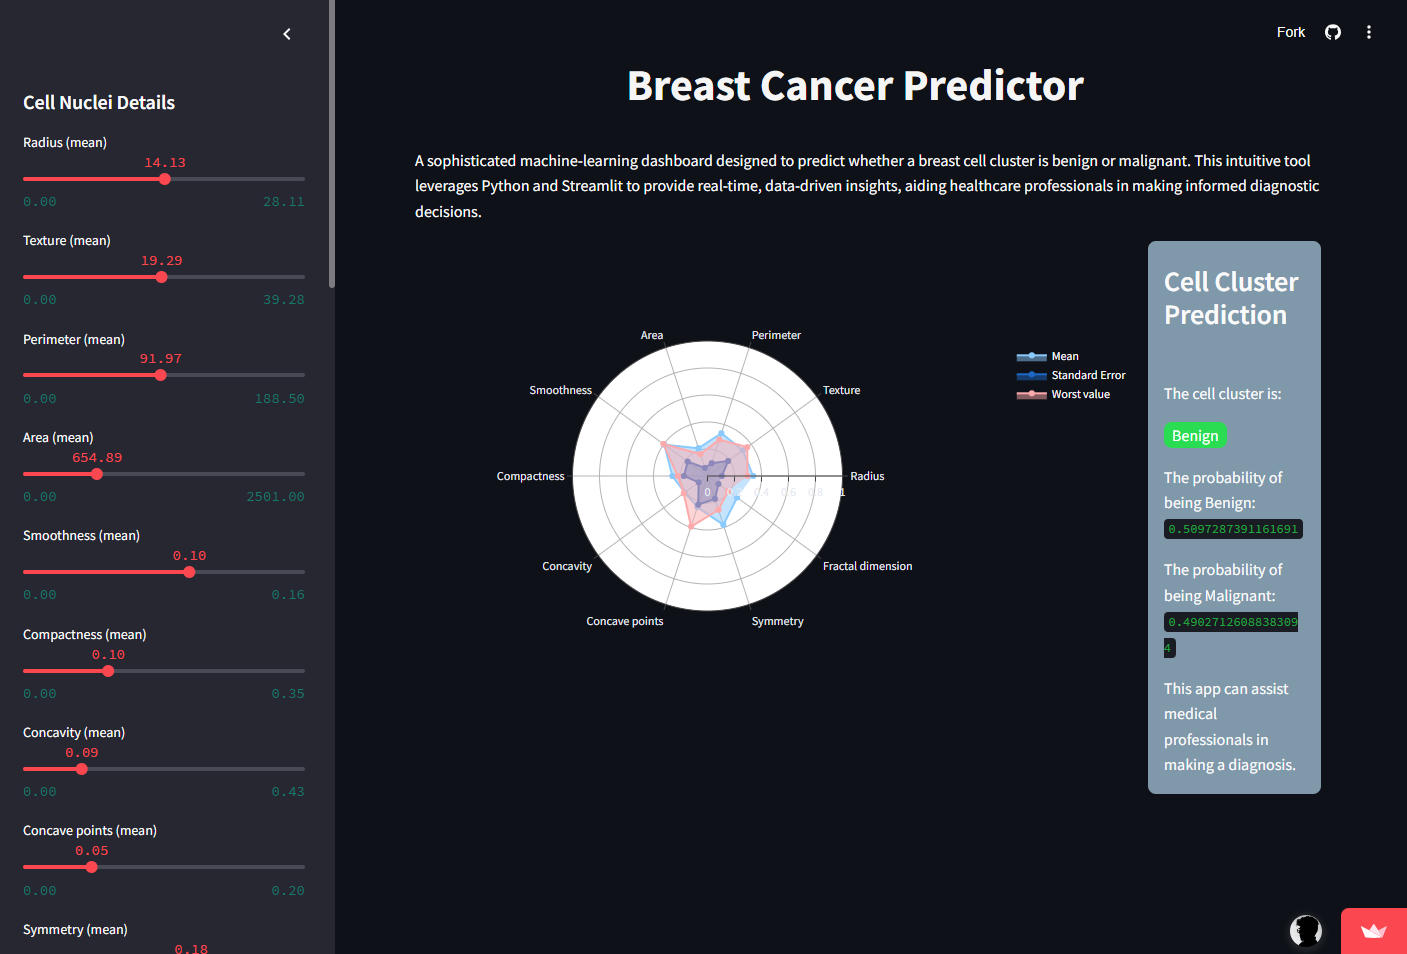 Fork
Cell Nuclei Details
Radius (mean)
14.13
0.00 28.11
Texture (mean)
19.29
0.00 39.28
Perimeter (mean)
91.97
0.00 188.50
Area (mean)
654.89
0.00 2501.00
Smoothness (mean)
0.10
0.00 0.16
Compactness (mean)
0.10
0.00 0.35
Concavity (mean)
0.09
0.00 0.43
Concave points (mean)
0.05
0.00 0.20
Symmetry (mean)
0.18
Breast Cancer Predictor
A sophisticated machine-learning dashboard designed to predict whether a breast cell cluster is benign or malignant. This intuitive tool
leverages Python and Streamlit to provide real-time, data-driven insights, aiding healthcare professionals in making informed diagnostic
decisions.
Area
Perimeter
Smoothness
Texture
Compactness
Radius
0 0.2 0.4 0.6 0.8 1
Concavity
Fractal dimension
Concave points
Symmetry
Mean
Standard Error
Worst value
Cell Cluster
Prediction
The cell cluster is:
Benign
The probability of
being Benign:
0.5097287391161691
The probability of
being Malignant:
0.4902712608838309
4
This app can assist
medical
professionals in
making a diagnosis.